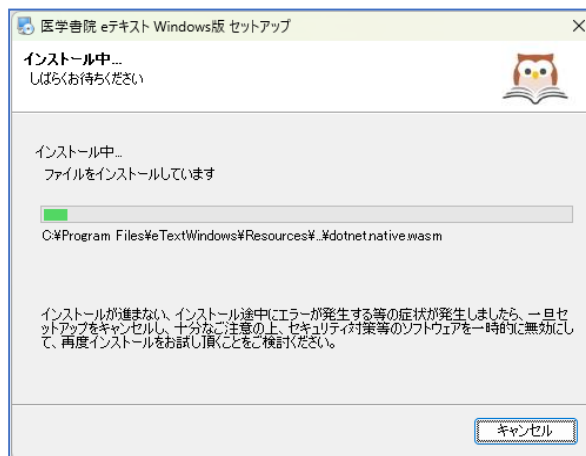 医学書院 eテキスト Windows版 セットアップ
インストール中...
しばらくお待ちください
インストール中...
ファイルをインストールしています
C:¥Program Files¥eTextWindows¥Resources¥...¥dotnet.native.wasm
インストールが進まない、インストール途中にエラーが発生する等の症状が発生しましたら、一旦セ
ットアップをキャンセルし、十分なご注意の上、セキュリティ対策等のソフトウェアを一時的に無効にし
て、再度インストールをお試し頂くことをご検討ください。
キャンセル